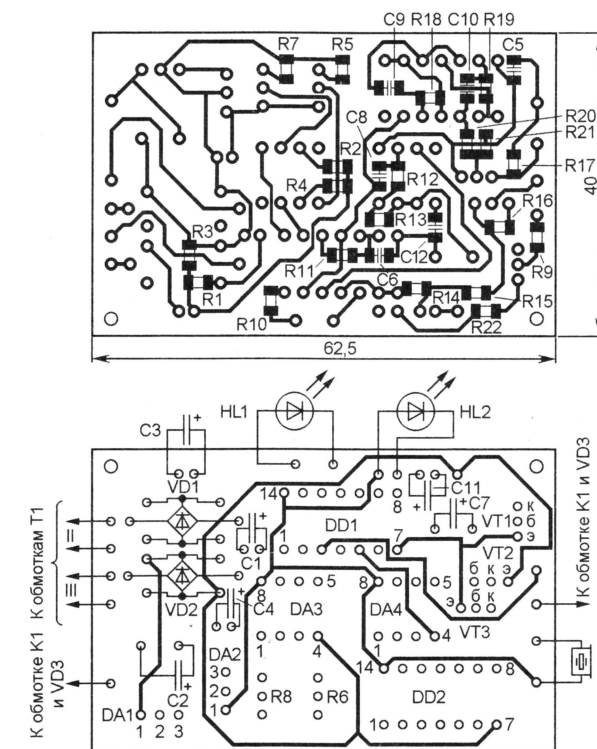 C9 R18 C10 R19
R7 R5 C5
R20
R21
C8
R2
R17
R4 R12
R16
R3 R13
R11 C6 C12 R9
R1
R14 R15
R10 R22
40
62,5
HL1 HL2
C3
VD1
14 8 C11
C7
VT1 к
б
э
VT2
II
1 DD1 7
C1
б к э
э б к
VT3
III
VD2
C4
8 DA3 5 8 DA4 5
DA2
1 4 4
3
2
1
C2
R8 R6
14 8
DD2
1 7
DA1
1 2 3
К обмоткам Т1
К обмотке К1
и VD3
К обмотке К1 и VD3